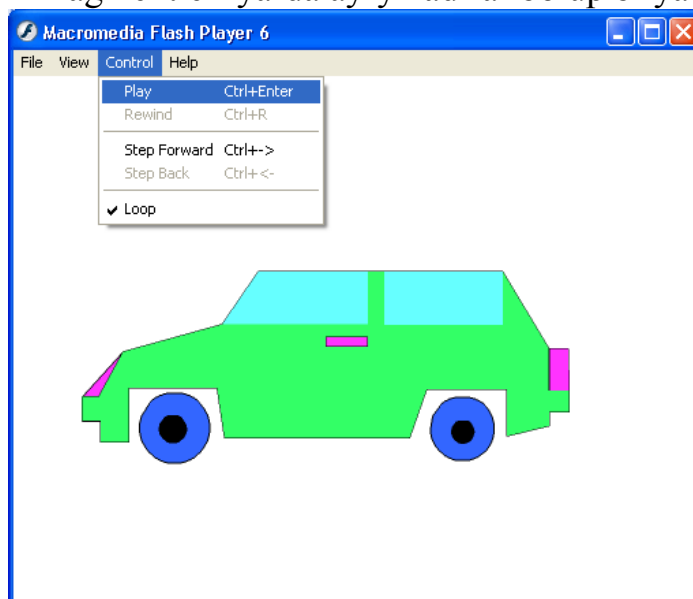 Macromedia Flash Player 6
File View Control Help
Play Ctrl+Enter
Rewind Ctrl+R
Step Forward Ctrl+->
Step Back Ctrl+<-
Loop